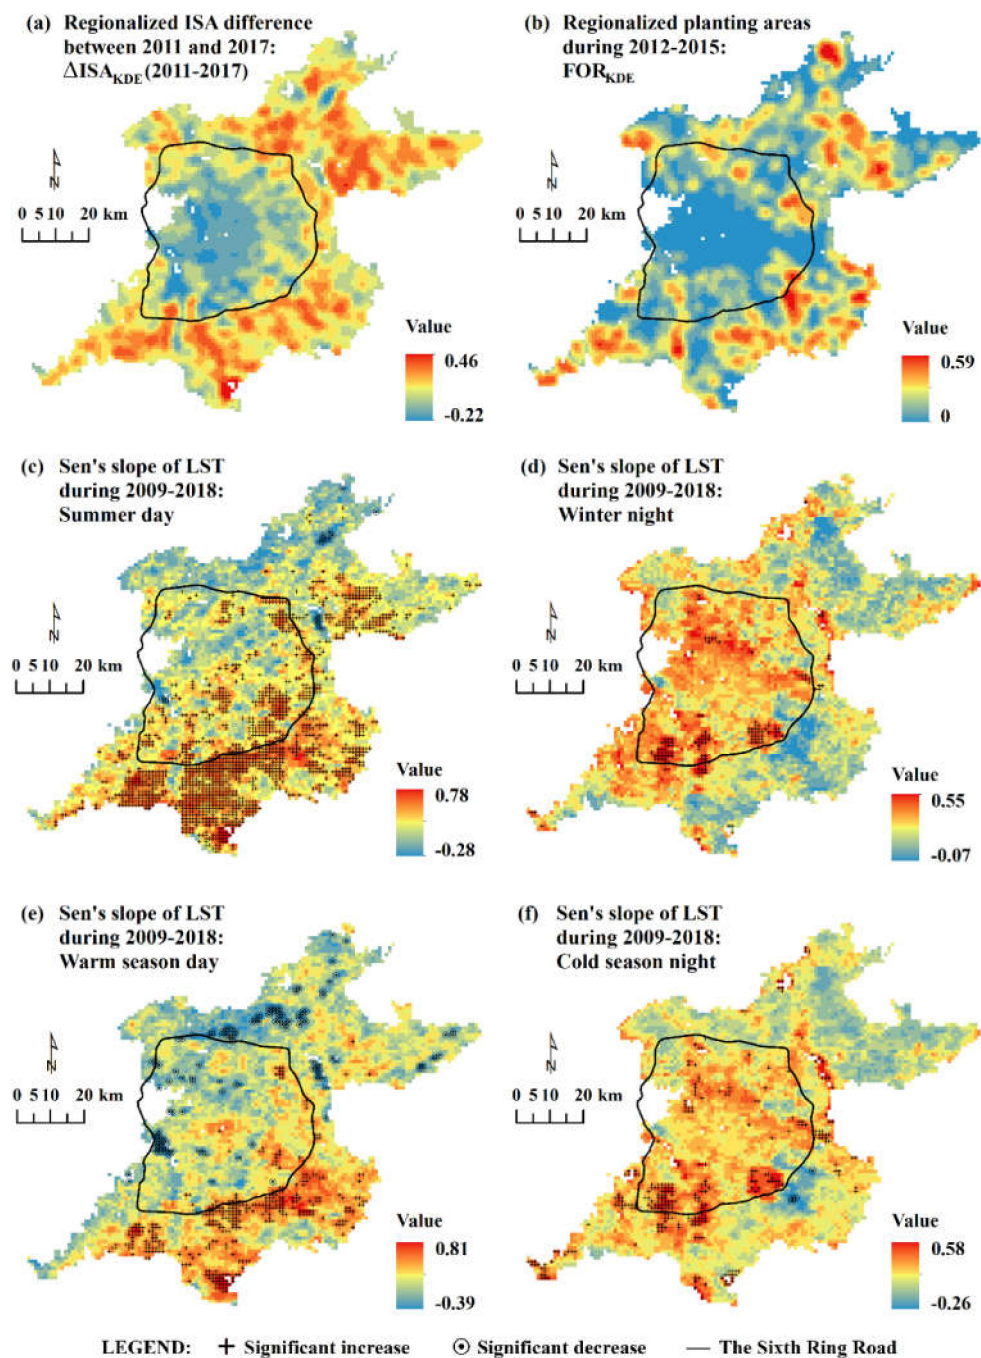 (a) Regionalized ISA difference
between 2011 and 2017:
ΔISA_KDE (2011-2017)
N
0 5 10 20 km
Value
0.46
-0.22
(b) Regionalized planting areas
during 2012-2015:
FOR_KDE
N
0 5 10 20 km
Value
0.59
0
(c) Sen's slope of LST
during 2009-2018:
Summer day
N
0 5 10 20 km
Value
0.78
-0.28
(d) Sen's slope of LST
during 2009-2018:
Winter night
N
0 5 10 20 km
Value
0.55
-0.07
(e) Sen's slope of LST
during 2009-2018:
Warm season day
N
0 5 10 20 km
Value
0.81
-0.39
(f) Sen's slope of LST
during 2009-2018:
Cold season night
N
0 5 10 20 km
Value
0.58
-0.26
LEGEND: + Significant increase ⊙ Significant decrease — The Sixth Ring Road